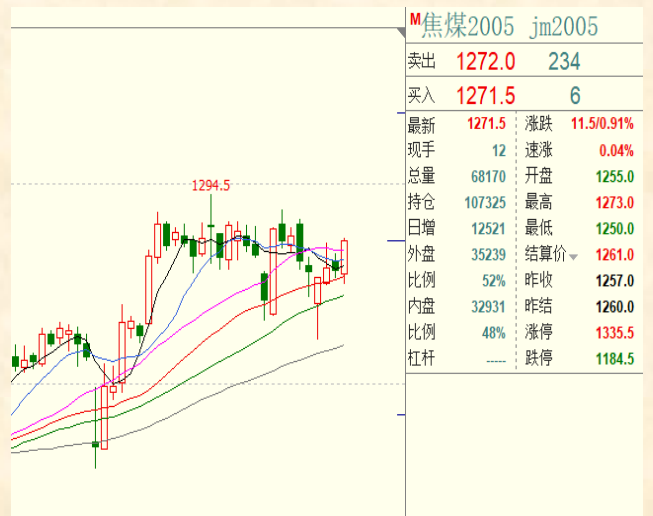 M焦煤2005 jm2005
卖出 1272.0 234
买入 1271.5 6
最新 1271.5 涨跌 11.5/0.91%
现手 12 速涨 0.04%
总量 68170 开盘 1255.0
持仓 107325 最高 1273.0
日增 12521 最低 1250.0
外盘 35239 结算价 1261.0
比例 52% 昨收 1257.0
内盘 32931 昨结 1260.0
比例 48% 涨停 1335.5
杠杆 ----- 跌停 1184.5
1294.5